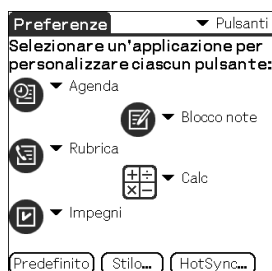 Preferenze
Pulsanti
Selezionare un'applicazione per
personalizzare ciascun pulsante:
Agenda
Blocco note
Rubrica
Calc
Impegni
Predefinito Stilo... HotSync...